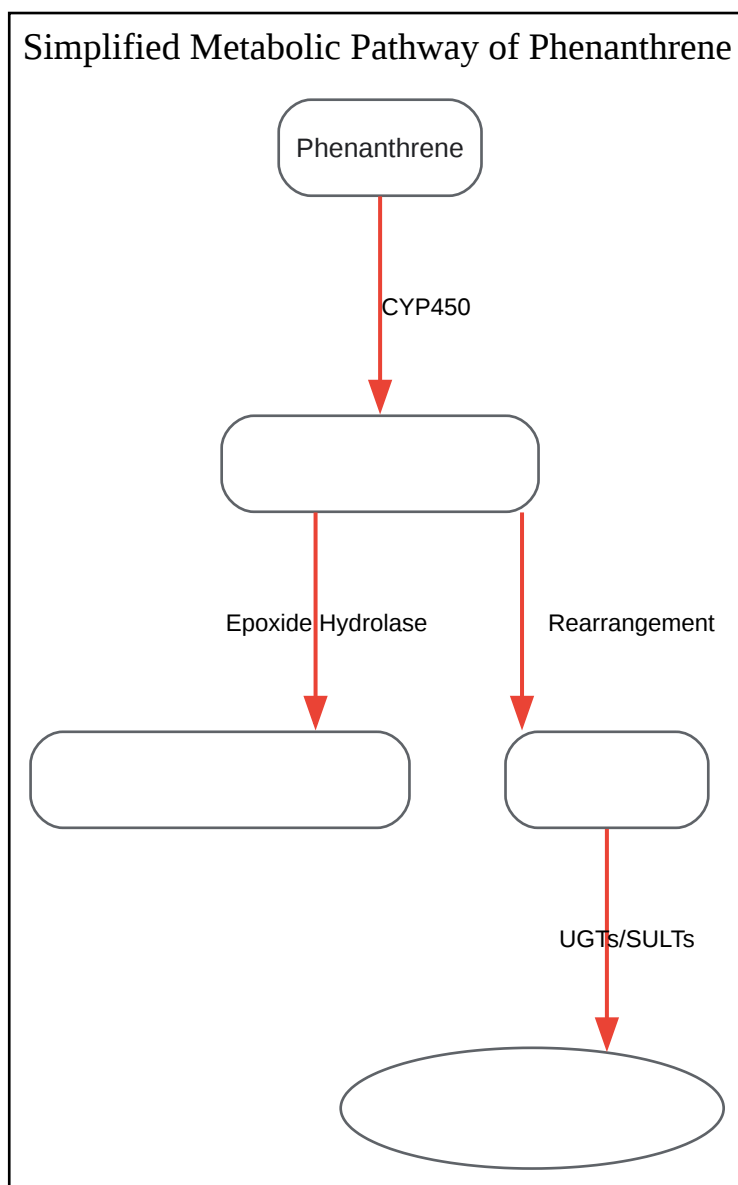 Simplified Metabolic Pathway of Phenanthrene
Phenanthrene
CYP450
Epoxide Hydrolase
Rearrangement
UGTs/SULTs